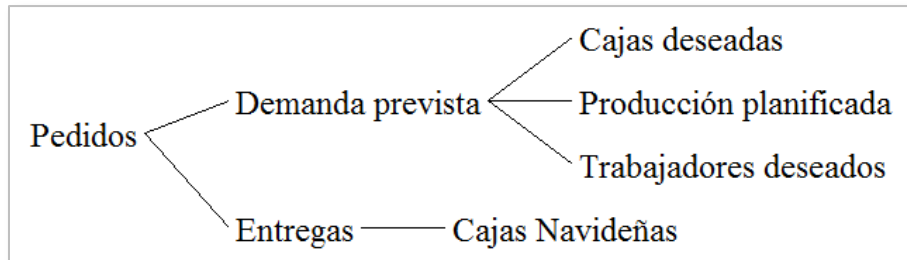 Cajas deseadas
Demanda prevista
Producción planificada
Pedidos
Trabajadores deseados
Entregas
Cajas Navideñas